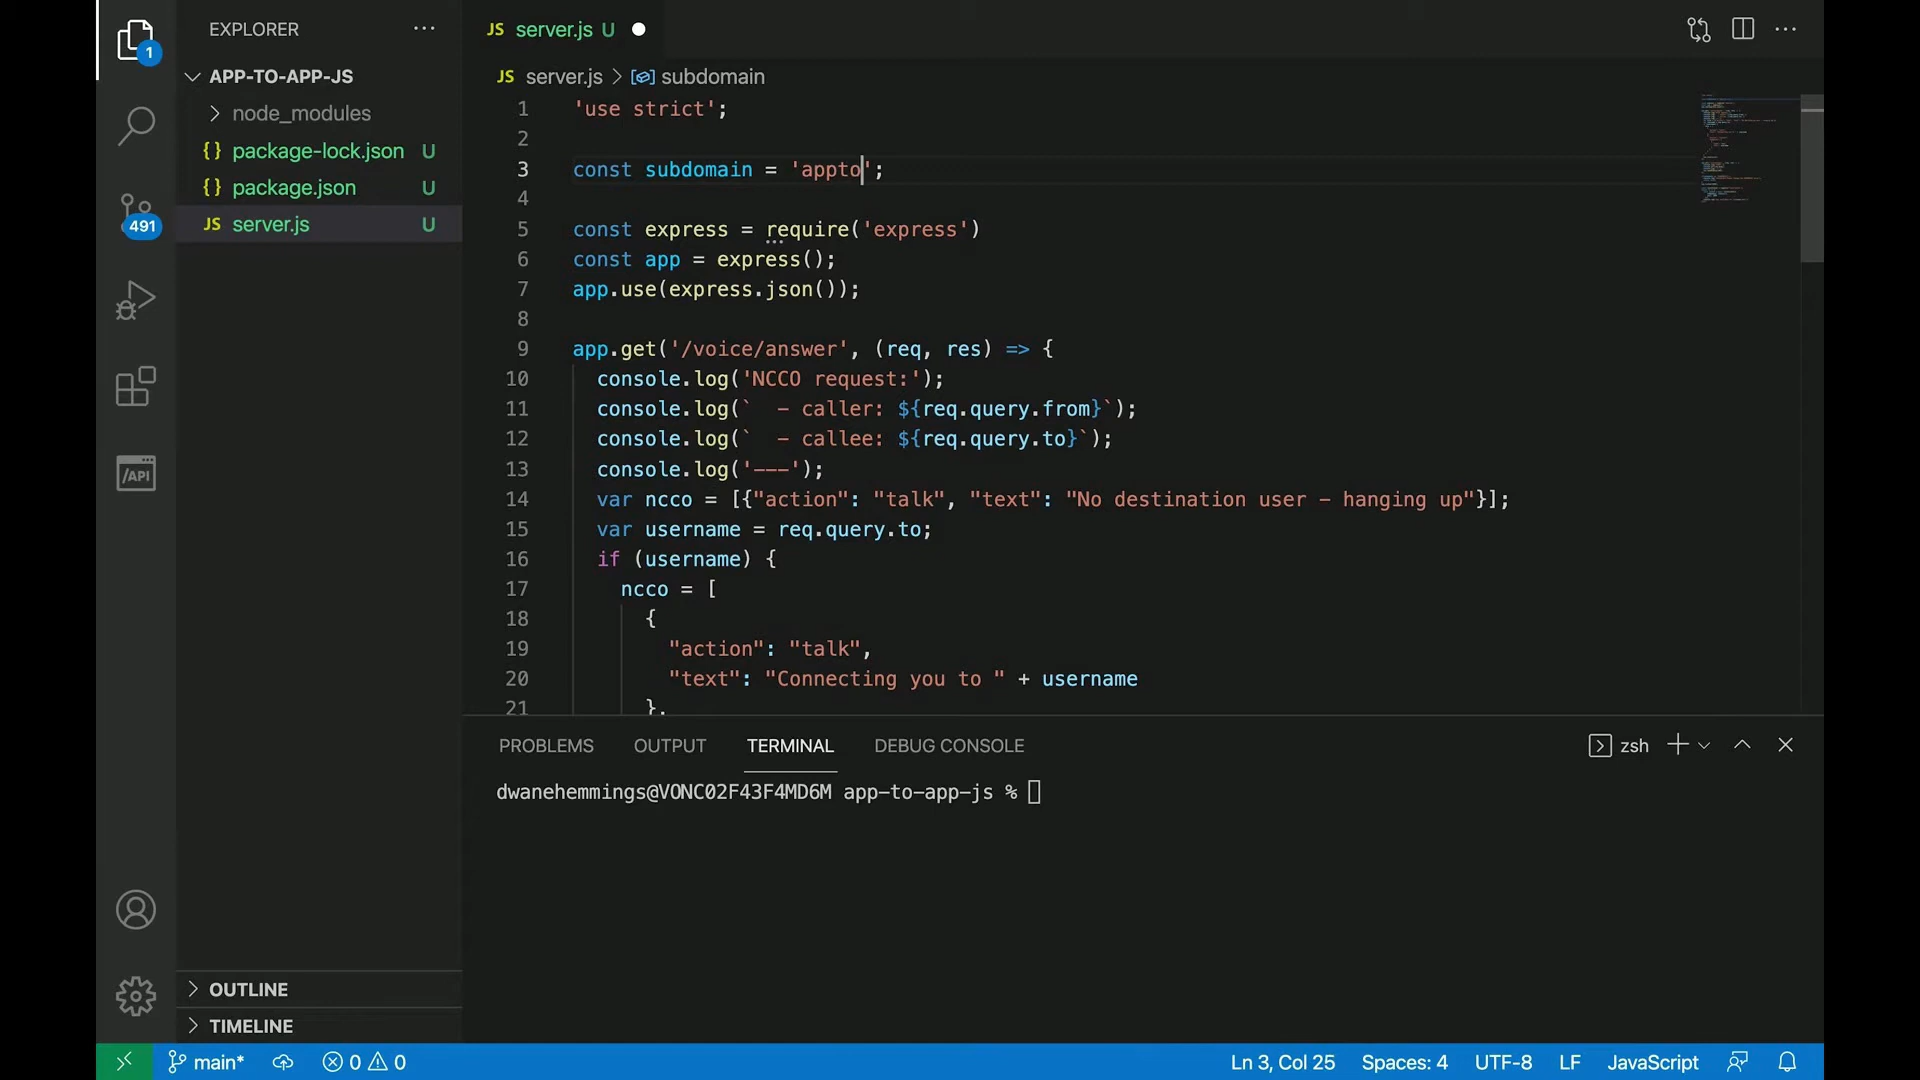 EXPLORER
APP-TO-APP-JS
node_modules
{} package-lock.json U
{} package.json U
JS server.js U
1
491
/API
OUTLINE
TIMELINE
JS server.js U
JS server.js > subdomain
1 'use strict';
2
3 const subdomain = 'appto';
4
5 const express = require('express')
6 const app = express();
7 app.use(express.json());
8
9 app.get('/voice/answer', (req, res) => {
10 console.log('NCCO request:');
11 console.log(`  - caller: ${req.query.from}`);
12 console.log(`  - callee: ${req.query.to}`);
13 console.log('---');
14 var ncco = [{"action": "talk", "text": "No destination user - hanging up"}];
15 var username = req.query.to;
16 if (username) {
17 ncco = [
18 {
19 "action": "talk",
20 "text": "Connecting you to " + username
21 },
PROBLEMS OUTPUT TERMINAL DEBUG CONSOLE zsh
dwanehemmings@VONC02F43F4MD6M app-to-app-js %
main* 0 0 Ln 3, Col 25 Spaces: 4 UTF-8 LF JavaScript